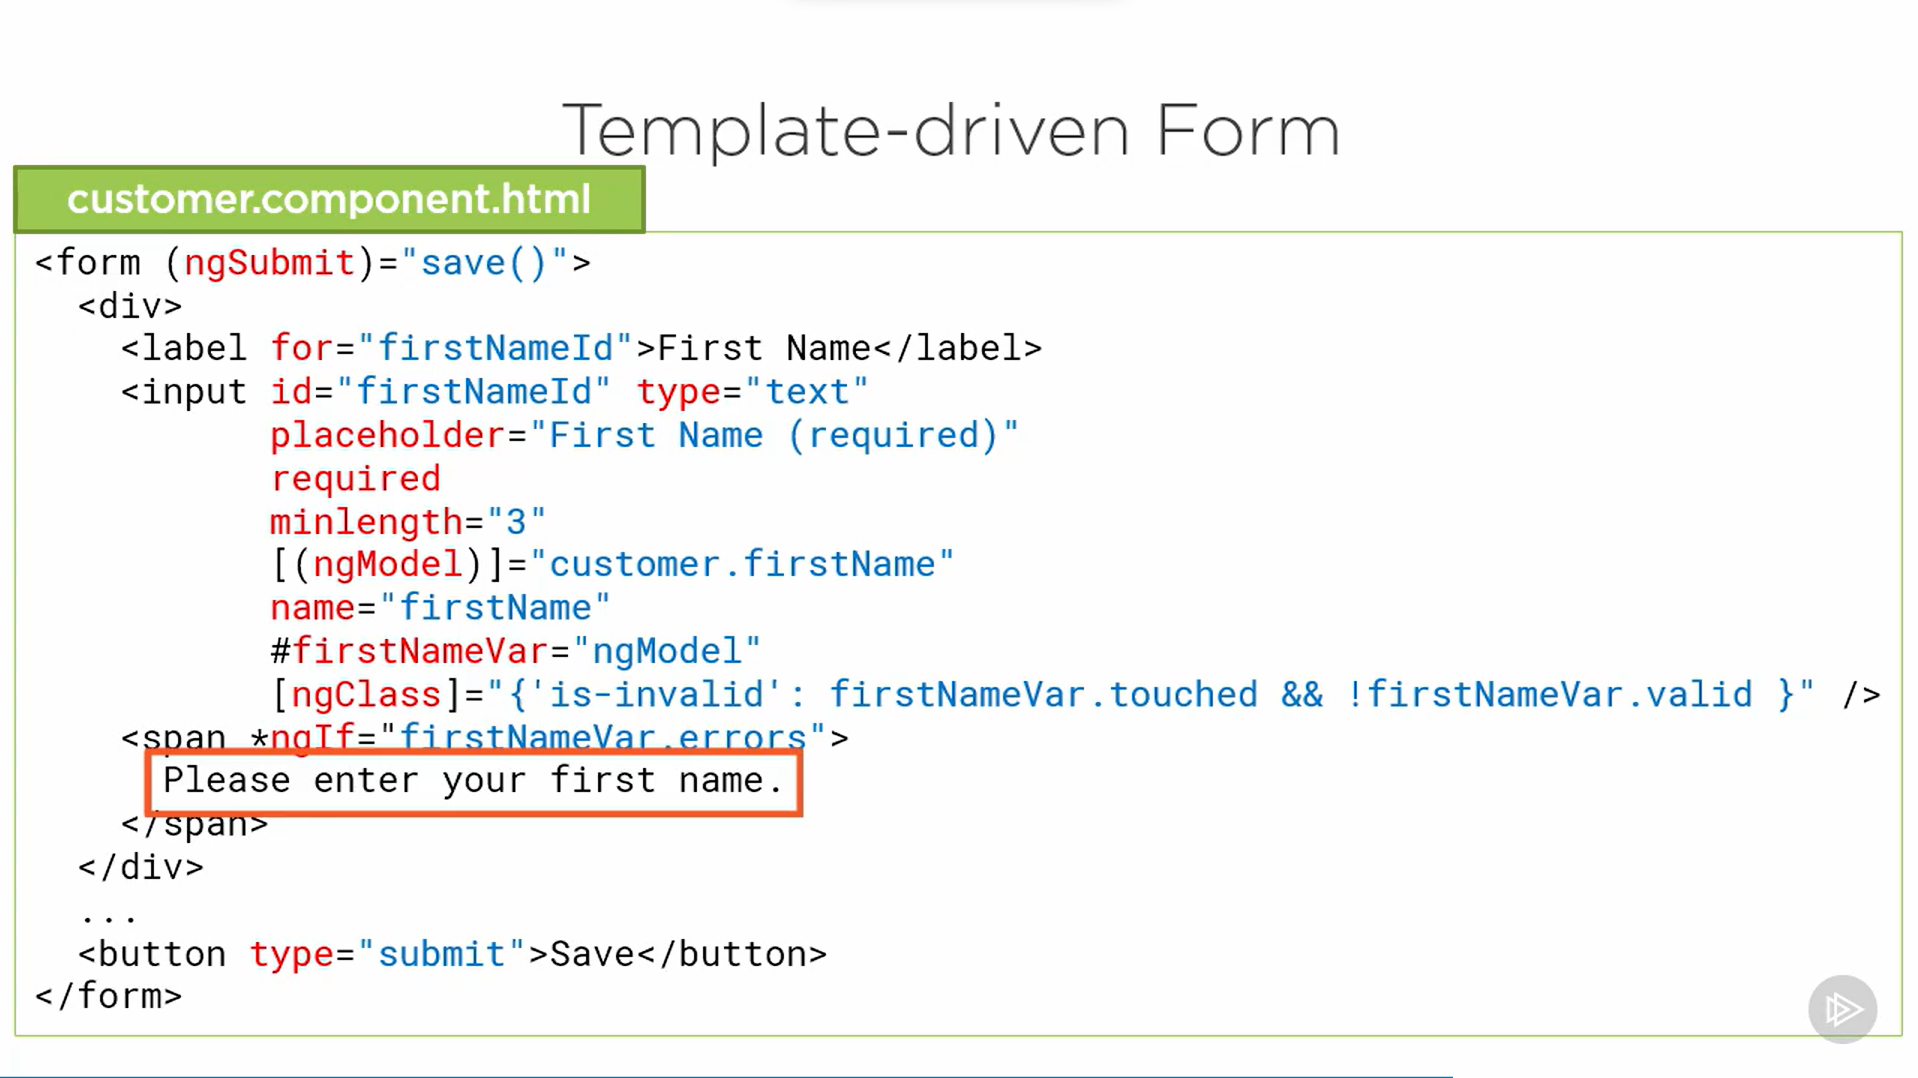 Template-driven Form
customer.component.html
<form (ngSubmit)="save()">
<div>
<label for="firstNameId">First Name</label>
<input id="firstNameId" type="text"
placeholder="First Name (required)"
required
minlength="3"
[(ngModel)]="customer.firstName"
name="firstName"
#firstNameVar="ngModel"
[ngClass]="{'is-invalid': firstNameVar.touched && !firstNameVar.valid }" />
<span *ngIf="firstNameVar.errors">
Please enter your first name.
</span>
</div>
...
<button type="submit">Save</button>
</form>